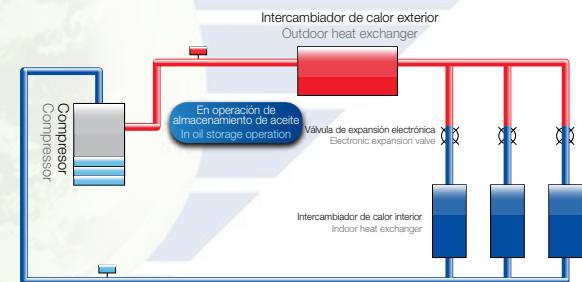 Intercambiador de calor exterior
Outdoor heat exchanger
Compresor
Compressor
En operación de
almacenamiento de aceite
In oil storage operation
Válvula de expansión electrónica
Electronic expansion valve
Intercambiador de calor interior
Indoor heat exchanger